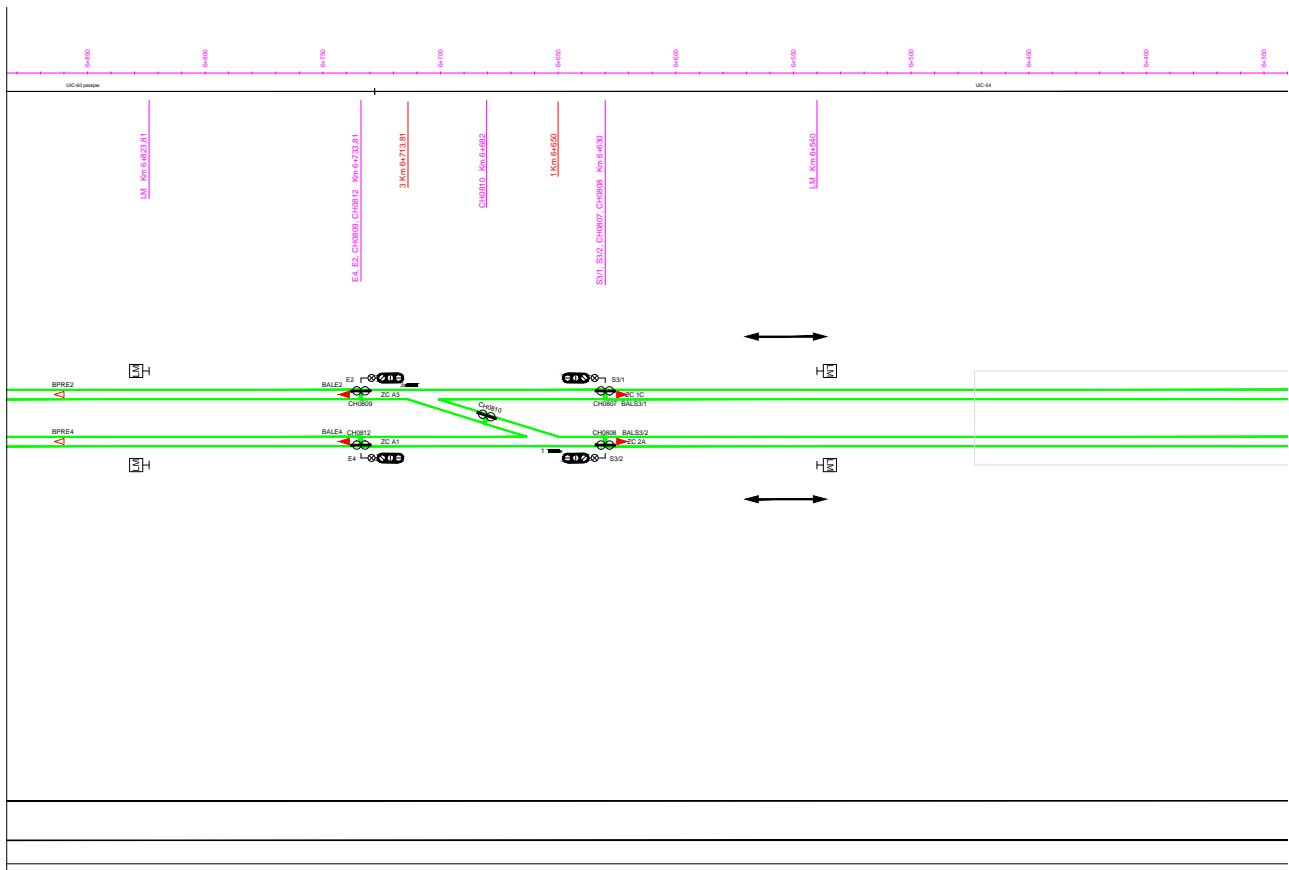 6+850
6+800
6+750
6+700
6+650
6+600
6+550
6+500
6+450
6+400
6+350
UIC-60 parejas
UIC-54
LM Km 6+823,81
E4, E2, CH0809, CH0812 Km 6+733,81
3 Km 6+713,81
CH0810 Km 6+682
1 Km 6+650
S3/1, S3/2, CH0807, CH0808 Km 6+630
LM Km 6+540
LM
E2
3
S3/1
LM
BPRE2
BALE2
ZC A3
ZC 1C
CH0809
CH0810
CH0807 BALS3/1
BPRE4
BALE4 CH0812
CH0808 BALS3/2
ZC A1
ZC 2A
1
LM
E4
S3/2
LM